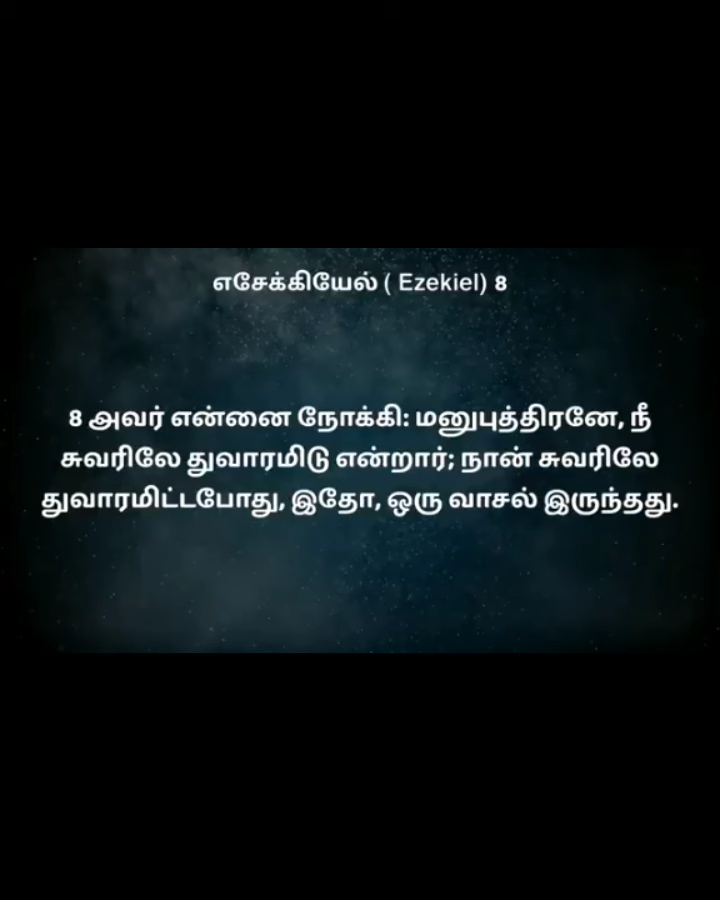 எசேக்கியேல் ( Ezekiel) 8
8 அவர் என்னை நோக்கி: மனுபுத்திரனே, நீ
சுவரிலே துவாரமிடு என்றார்; நான் சுவரிலே
துவாரமிட்டபோது, இதோ, ஒரு வாசல் இருந்தது.